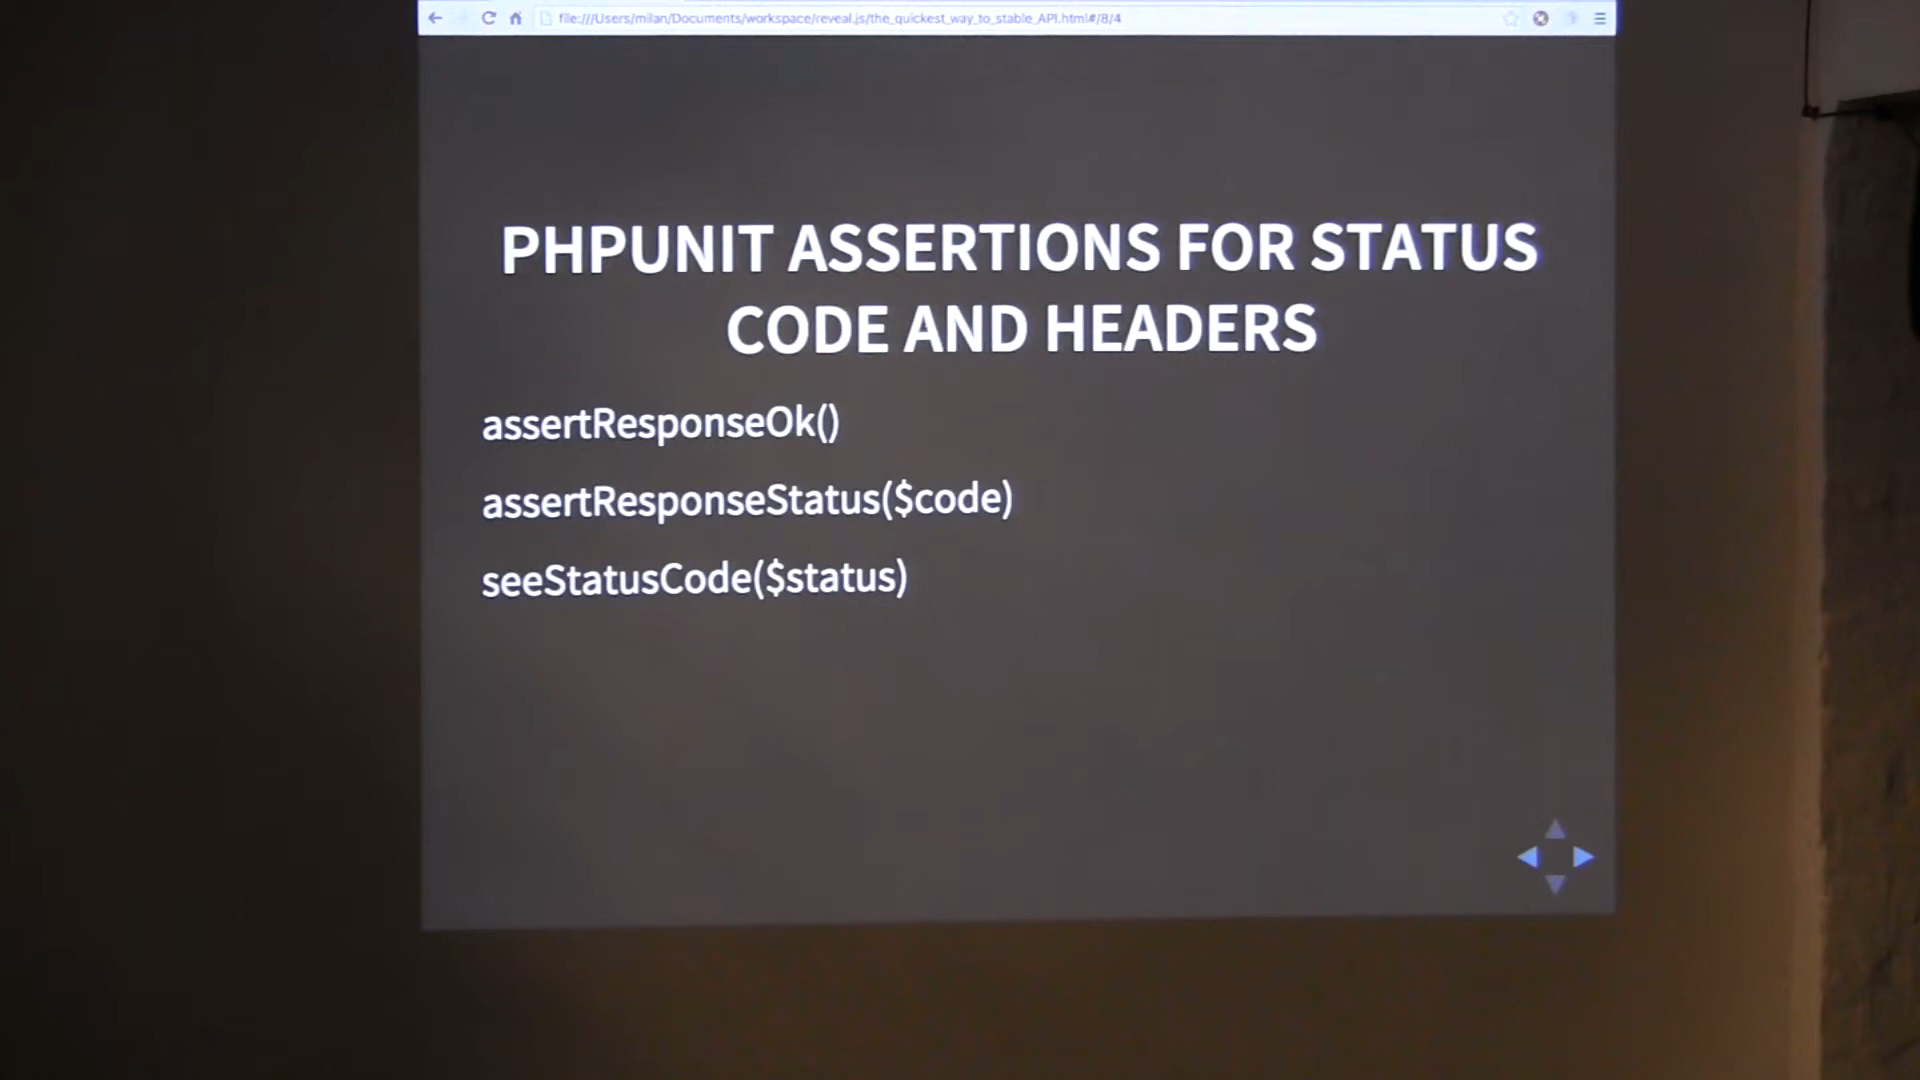 file:///Users/milan/Documents/workspace/reveal.js/the_quickest_way_to_stable_API.html#/8/4
PHPUNIT ASSERTIONS FOR STATUS
CODE AND HEADERS
assertResponseOk()
assertResponseStatus($code)
seeStatusCode($status)